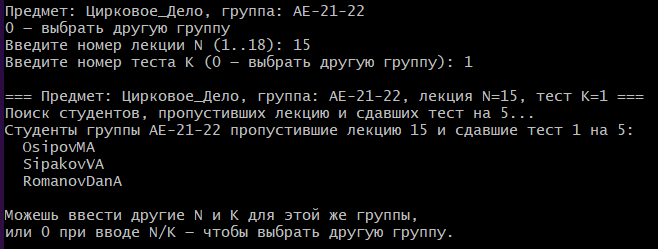 Предмет: Цирковое_Дело, группа: АЕ-21-22
0 – выбрать другую группу
Введите номер лекции N (1..18): 15
Введите номер теста K (0 – выбрать другую группу): 1
=== Предмет: Цирковое_Дело, группа: АЕ-21-22, лекция N=15, тест K=1 ===
Поиск студентов, пропустивших лекцию и сдавших тест на 5...
Студенты группы АЕ-21-22 пропустившие лекцию 15 и сдавшие тест 1 на 5:
OsipovMA
SipakovVA
RomanovDanA
Можешь ввести другие N и K для этой же группы,
или 0 при вводе N/K – чтобы выбрать другую группу.